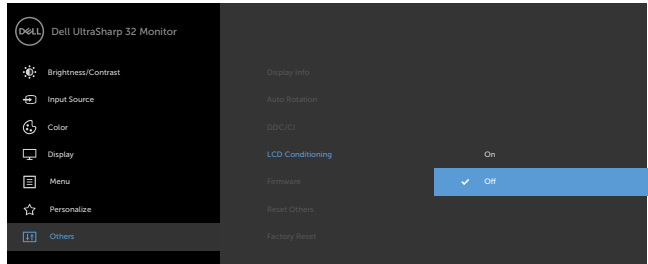 DELL Dell UltraSharp 32 Monitor
Brightness/Contrast Display Info
Input Source Auto Rotation
Color DDC/CI
Display LCD Conditioning On
Menu Firmware Off
Personalize Reset Others
Others Factory Reset